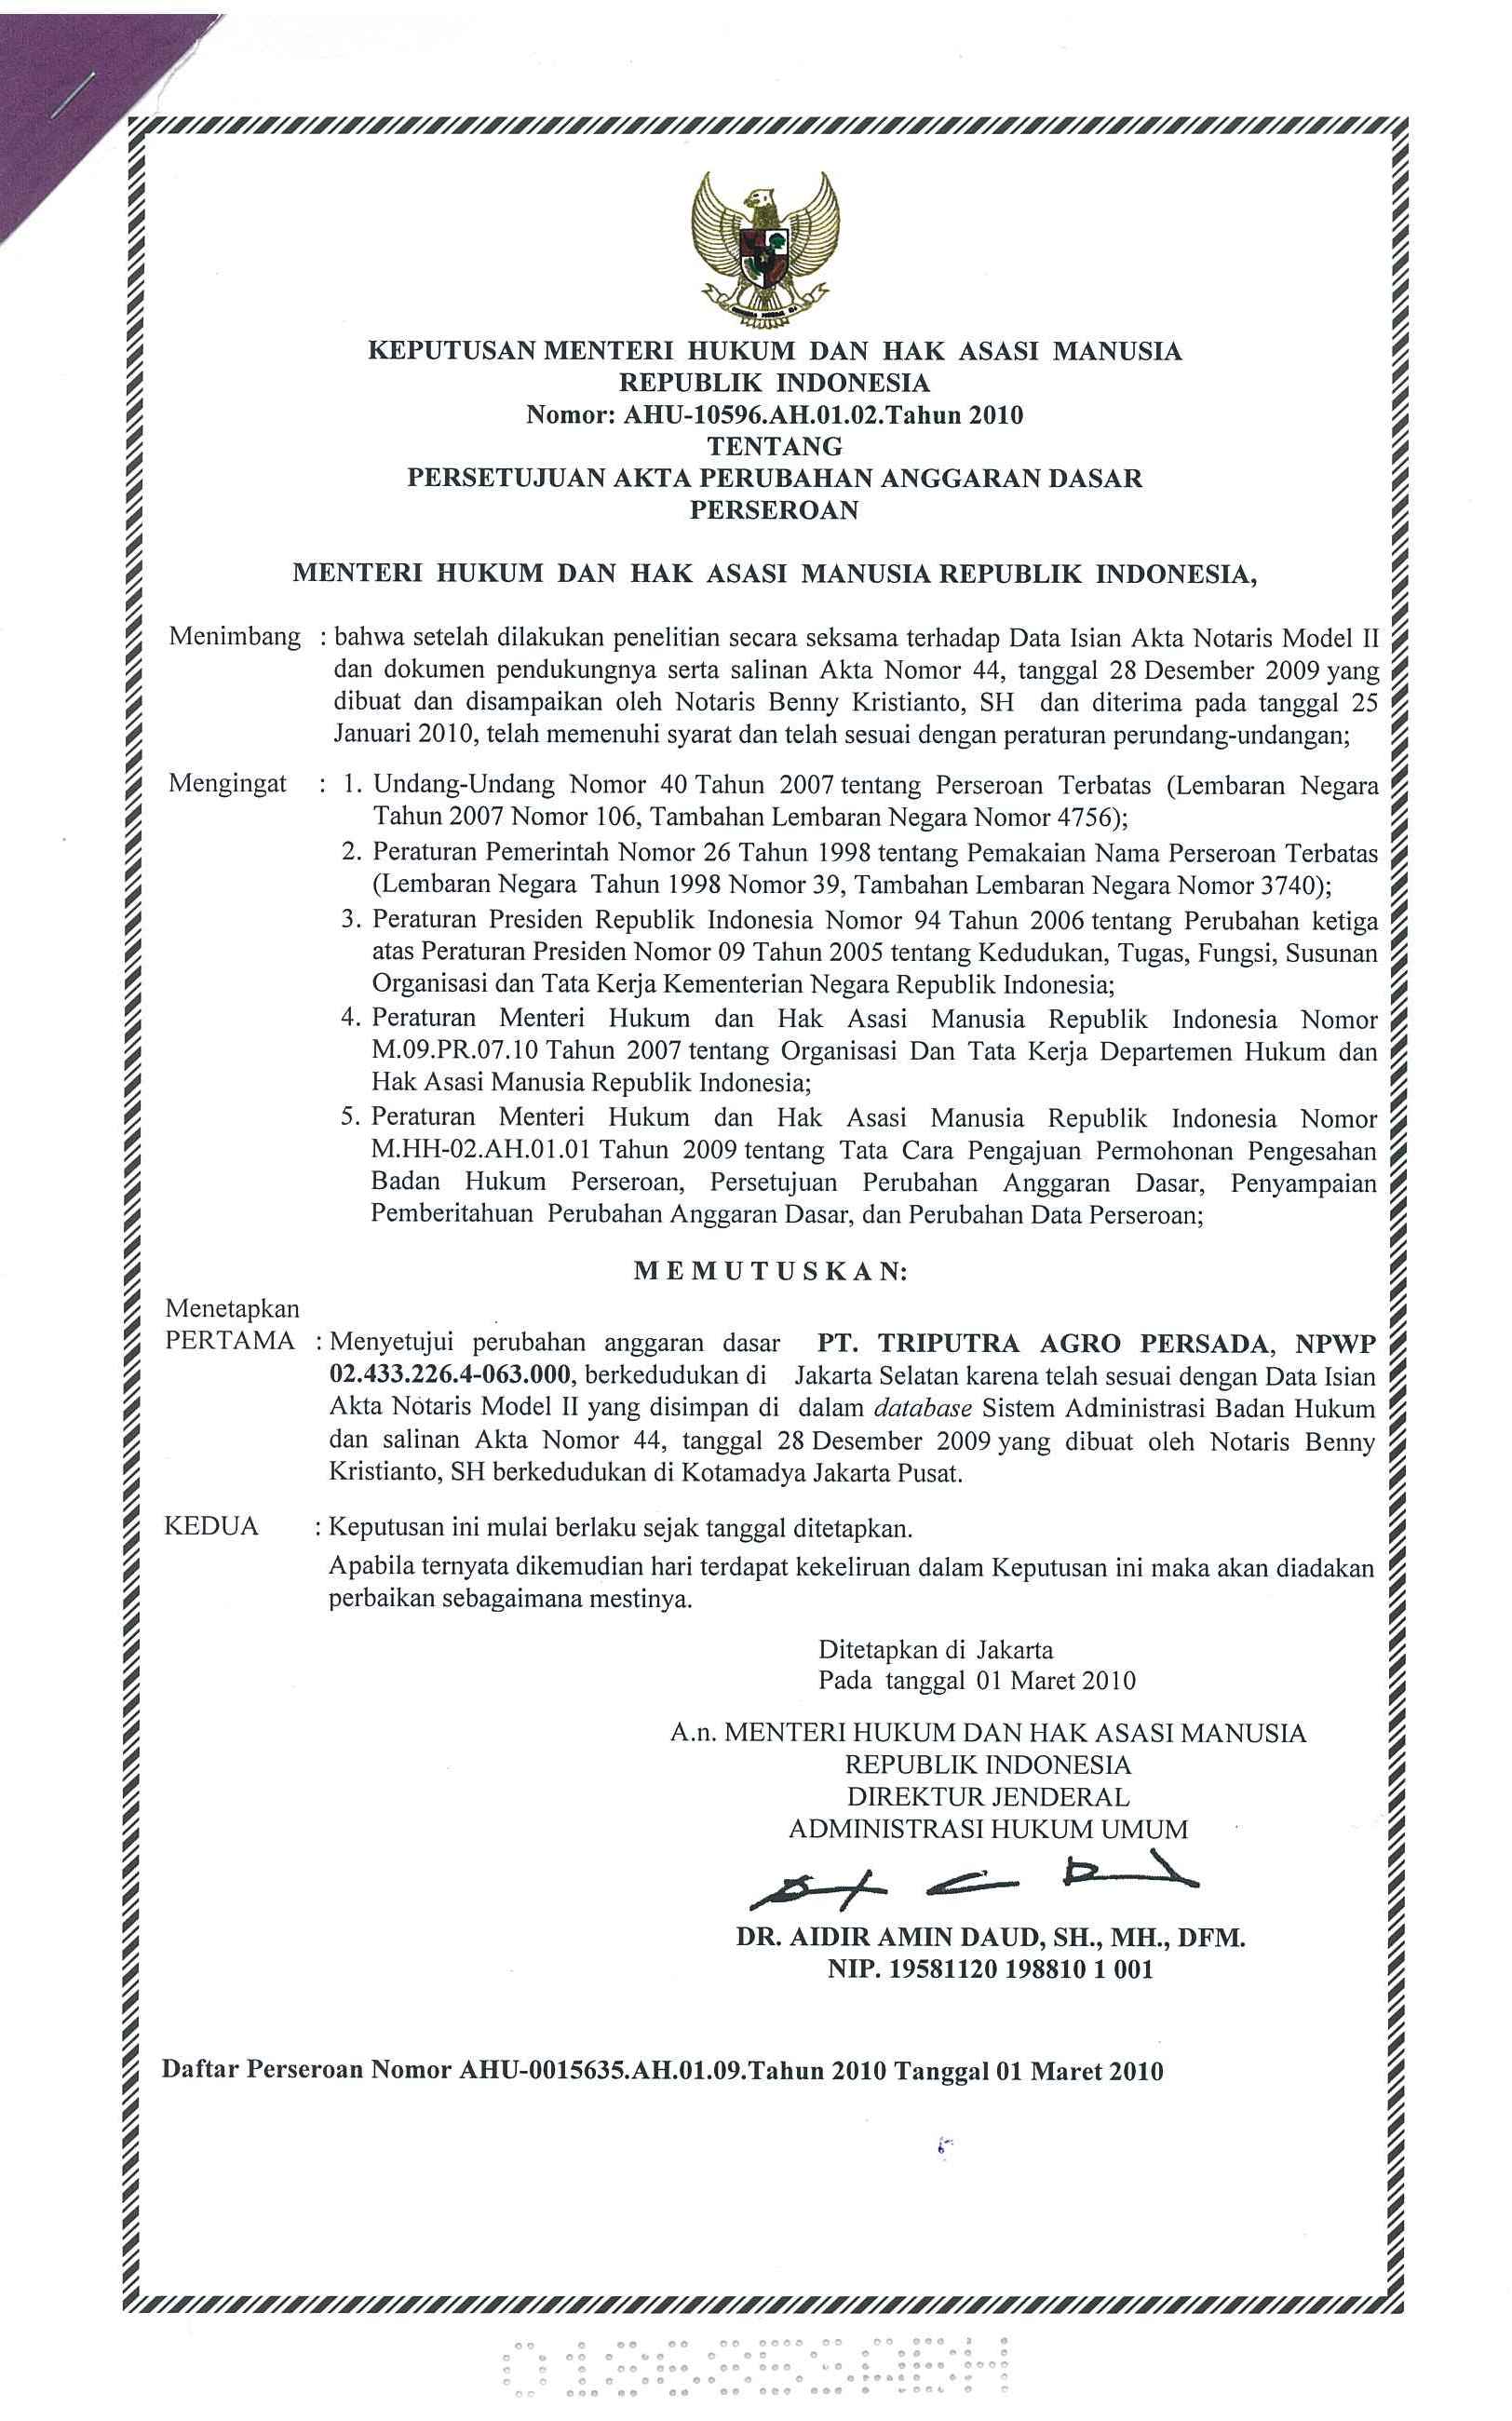 KEPUTUSAN MENTERI HUKUM DAN HAK ASASI MANUSIA
REPUBLIK INDONESIA
Nomor: AHU-10596.AH.01.02.Tahun 2010
TENTANG
PERSETUJUAN AKTA PERUBAHAN ANGGARAN DASAR
PERSEROAN
MENTERI HUKUM DAN HAK ASASI MANUSIA REPUBLIK INDONESIA,
Menimbang : bahwa setelah dilakukan penelitian secara seksama terhadap Data Isian Akta Notaris Model II
dan dokumen pendukungnya serta salinan Akta Nomor 44, tanggal 28 Desember 2009 yang
dibuat dan disampaikan oleh Notaris Benny Kristianto, SH dan diterima pada tanggal 25
Januari 2010, telah memenuhi syarat dan telah sesuai dengan peraturan perundang-undangan;
Mengingat : 1. Undang-Undang Nomor 40 Tahun 2007 tentang Perseroan Terbatas (Lembaran Negara
Tahun 2007 Nomor 106, Tambahan Lembaran Negara Nomor 4756);
2. Peraturan Pemerintah Nomor 26 Tahun 1998 tentang Pemakaian Nama Perseroan Terbatas
(Lembaran Negara Tahun 1998 Nomor 39, Tambahan Lembaran Negara Nomor 3740);
3. Peraturan Presiden Republik Indonesia Nomor 94 Tahun 2006 tentang Perubahan ketiga
atas Peraturan Presiden Nomor 09 Tahun 2005 tentang Kedudukan, Tugas, Fungsi, Susunan
Organisasi dan Tata Kerja Kementerian Negara Republik Indonesia;
4. Peraturan Menteri Hukum dan Hak Asasi Manusia Republik Indonesia Nomor
M.09.PR.07.10 Tahun 2007 tentang Organisasi Dan Tata Kerja Departemen Hukum dan
Hak Asasi Manusia Republik Indonesia;
5. Peraturan Menteri Hukum dan Hak Asasi Manusia Republik Indonesia Nomor
M.HH-02.AH.01.01 Tahun 2009 tentang Tata Cara Pengajuan Permohonan Pengesahan
Badan Hukum Perseroan, Persetujuan Perubahan Anggaran Dasar, Penyampaian
Pemberitahuan Perubahan Anggaran Dasar, dan Perubahan Data Perseroan;
M E M U T U S K A N:
Menetapkan
PERTAMA : Menyetujui perubahan anggaran dasar PT. TRIPUTRA AGRO PERSADA, NPWP
02.433.226.4-063.000, berkedudukan di Jakarta Selatan karena telah sesuai dengan Data Isian
Akta Notaris Model II yang disimpan di dalam database Sistem Administrasi Badan Hukum
dan salinan Akta Nomor 44, tanggal 28 Desember 2009 yang dibuat oleh Notaris Benny
Kristianto, SH berkedudukan di Kotamadya Jakarta Pusat.
KEDUA : Keputusan ini mulai berlaku sejak tanggal ditetapkan.
Apabila ternyata dikemudian hari terdapat kekeliruan dalam Keputusan ini maka akan diadakan
perbaikan sebagaimana mestinya.
Ditetapkan di Jakarta
Pada tanggal 01 Maret 2010
A.n. MENTERI HUKUM DAN HAK ASASI MANUSIA
REPUBLIK INDONESIA
DIREKTUR JENDERAL
ADMINISTRASI HUKUM UMUM
DR. AIDIR AMIN DAUD, SH., MH., DFM.
NIP. 19581120 198810 1 001
Daftar Perseroan Nomor AHU-0015635.AH.01.09.Tahun 2010 Tanggal 01 Maret 2010